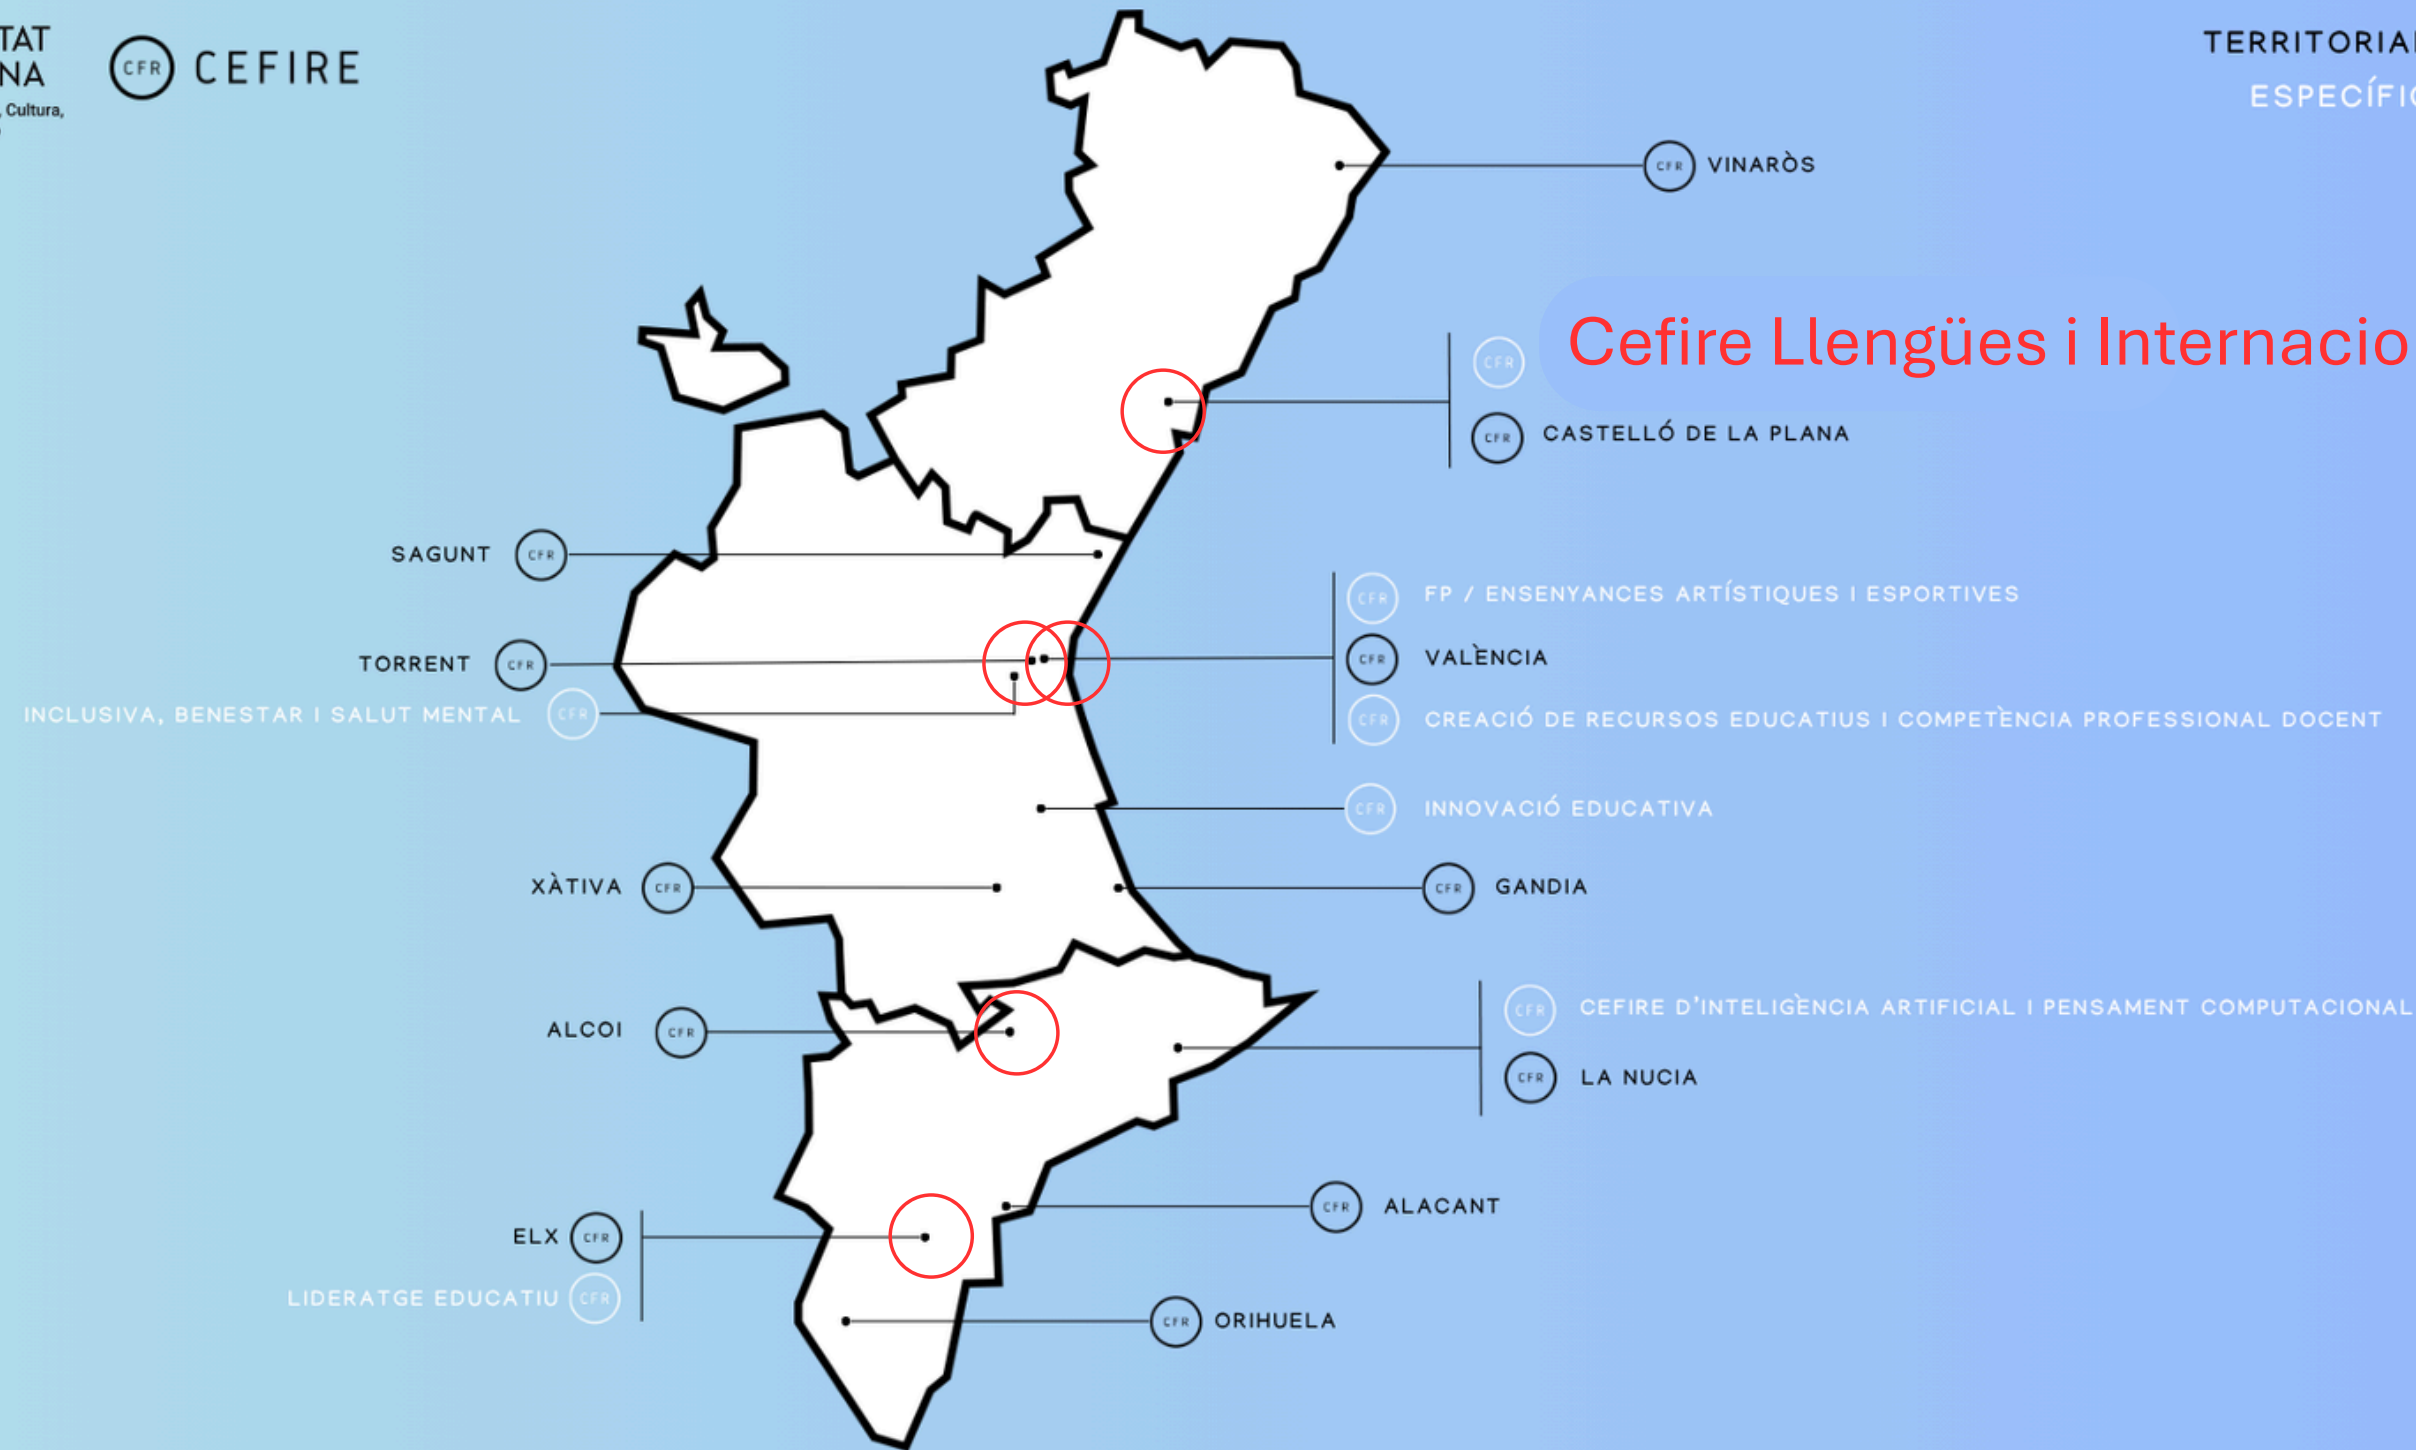 TAT
NA
, Cultura,
CFR CEFIRE
TERRITORIAL
ESPECÍFIC
CFR VINARÒS
CFR Cefire Llengües i Internacio
CFR CASTELLÓ DE LA PLANA
SAGUNT CFR
CFR FP / ENSENYANCES ARTÍSTIQUES I ESPORTIVES
TORRENT CFR
CFR VALÈNCIA
INCLUSIVA, BENESTAR I SALUT MENTAL CFR
CFR CREACIÓ DE RECURSOS EDUCATIUS I COMPETÈNCIA PROFESSIONAL DOCENT
CFR INNOVACIÓ EDUCATIVA
XÀTIVA CFR
CFR GANDIA
CFR CEFIRE D'INTELIGÈNCIA ARTIFICIAL I PENSAMENT COMPUTACIONAL
ALCOI CFR
CFR LA NUCIA
CFR ALACANT
ELX CFR
LIDERATGE EDUCATIU CFR
CFR ORIHUELA